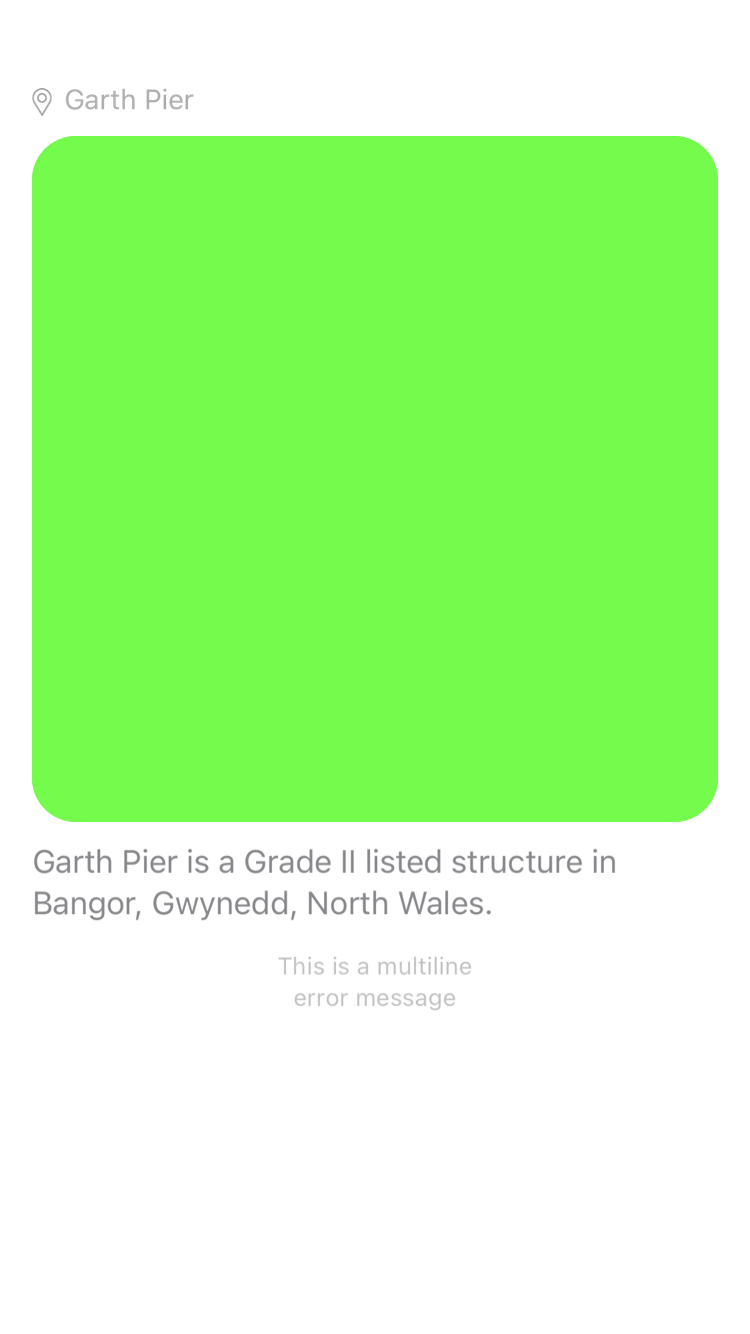 Garth Pier
Garth Pier is a Grade II listed structure in
Bangor, Gwynedd, North Wales.
This is a multiline
error message